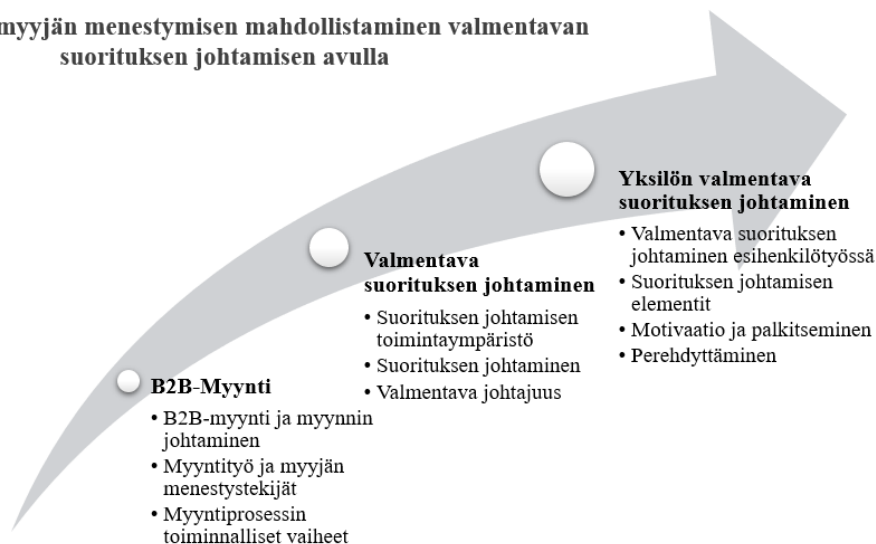 myyjän menestymisen mahdollistaminen valmentavan
suorituksen johtamisen avulla
Yksilön valmentava
suorituksen johtaminen
• Valmentava suorituksen
johtaminen esihenkilötyössä
• Suorituksen johtamisen
elementit
• Motivaatio ja palkitseminen
• Perehdyttäminen
Valmentava
suorituksen johtaminen
• Suorituksen johtamisen
toimintaympäristö
• Suorituksen johtaminen
• Valmentava johtajuus
B2B-Myynti
• B2B-myynti ja myynnin
johtaminen
• Myyntityö ja myyjän
menestystekijät
• Myyntiprosessin
toiminnalliset vaiheet